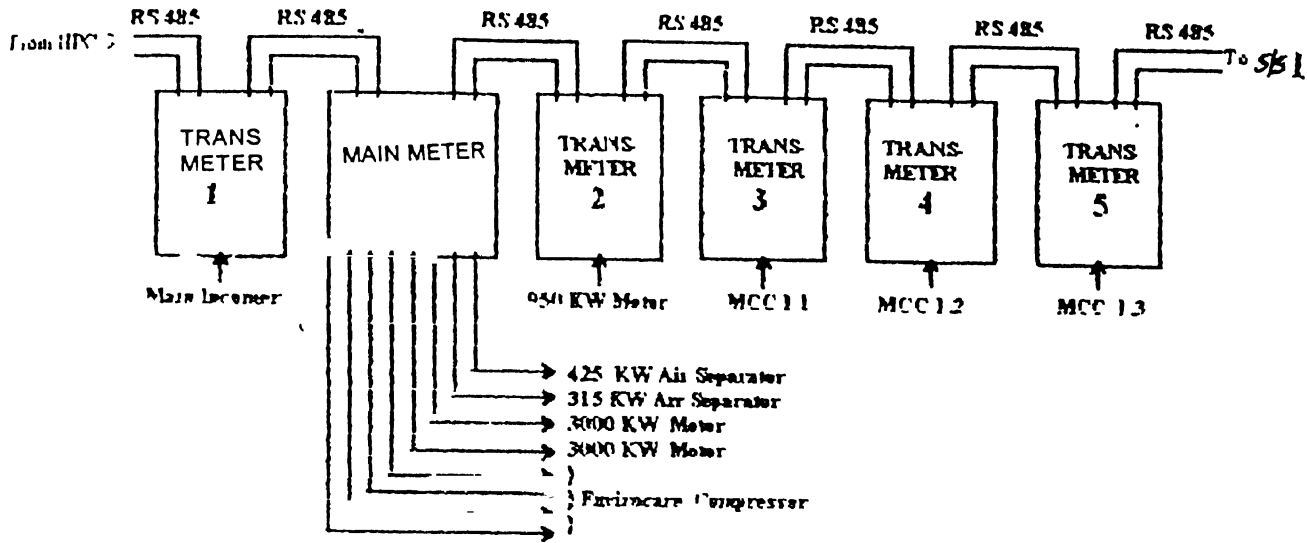 RS 485 RS 485 RS 485 RS 485 RS 485 RS 485 RS 485
From
To S/S 1
TRANS METER 1
MAIN METER
TRANS- METER 2
TRANS- METER 3
TRANS- METER 4
TRANS METER 5
Main Incomer
950 KW Motor
MCC 1.1
MCC 1.2
MCC 1.3
425 KW Air Separator
315 KW Air Separator
3000 KW Motor
3000 KW Motor
Envirocare Compressor